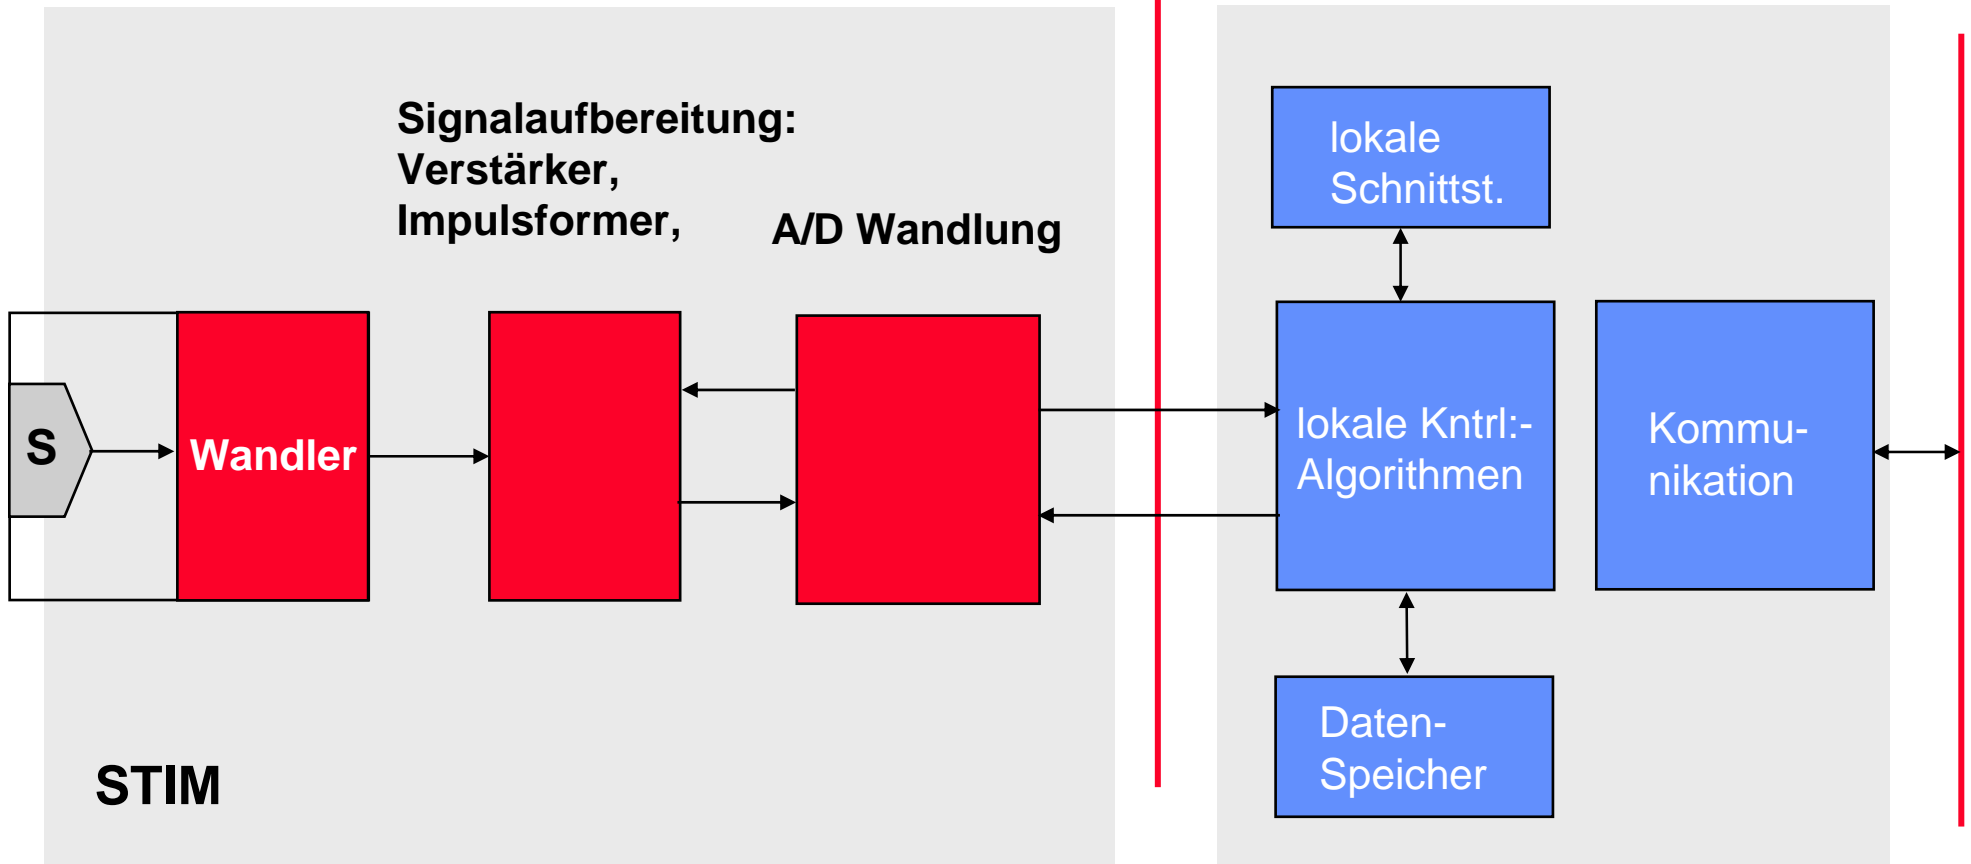 Signalaufbereitung:
Verstärker,
Impulsformer,
A/D Wandlung
S
Wandler
STIM
lokale
Schnittst.
lokale Kntrl:-
Algorithmen
Kommu-
nikation
Daten-
Speicher